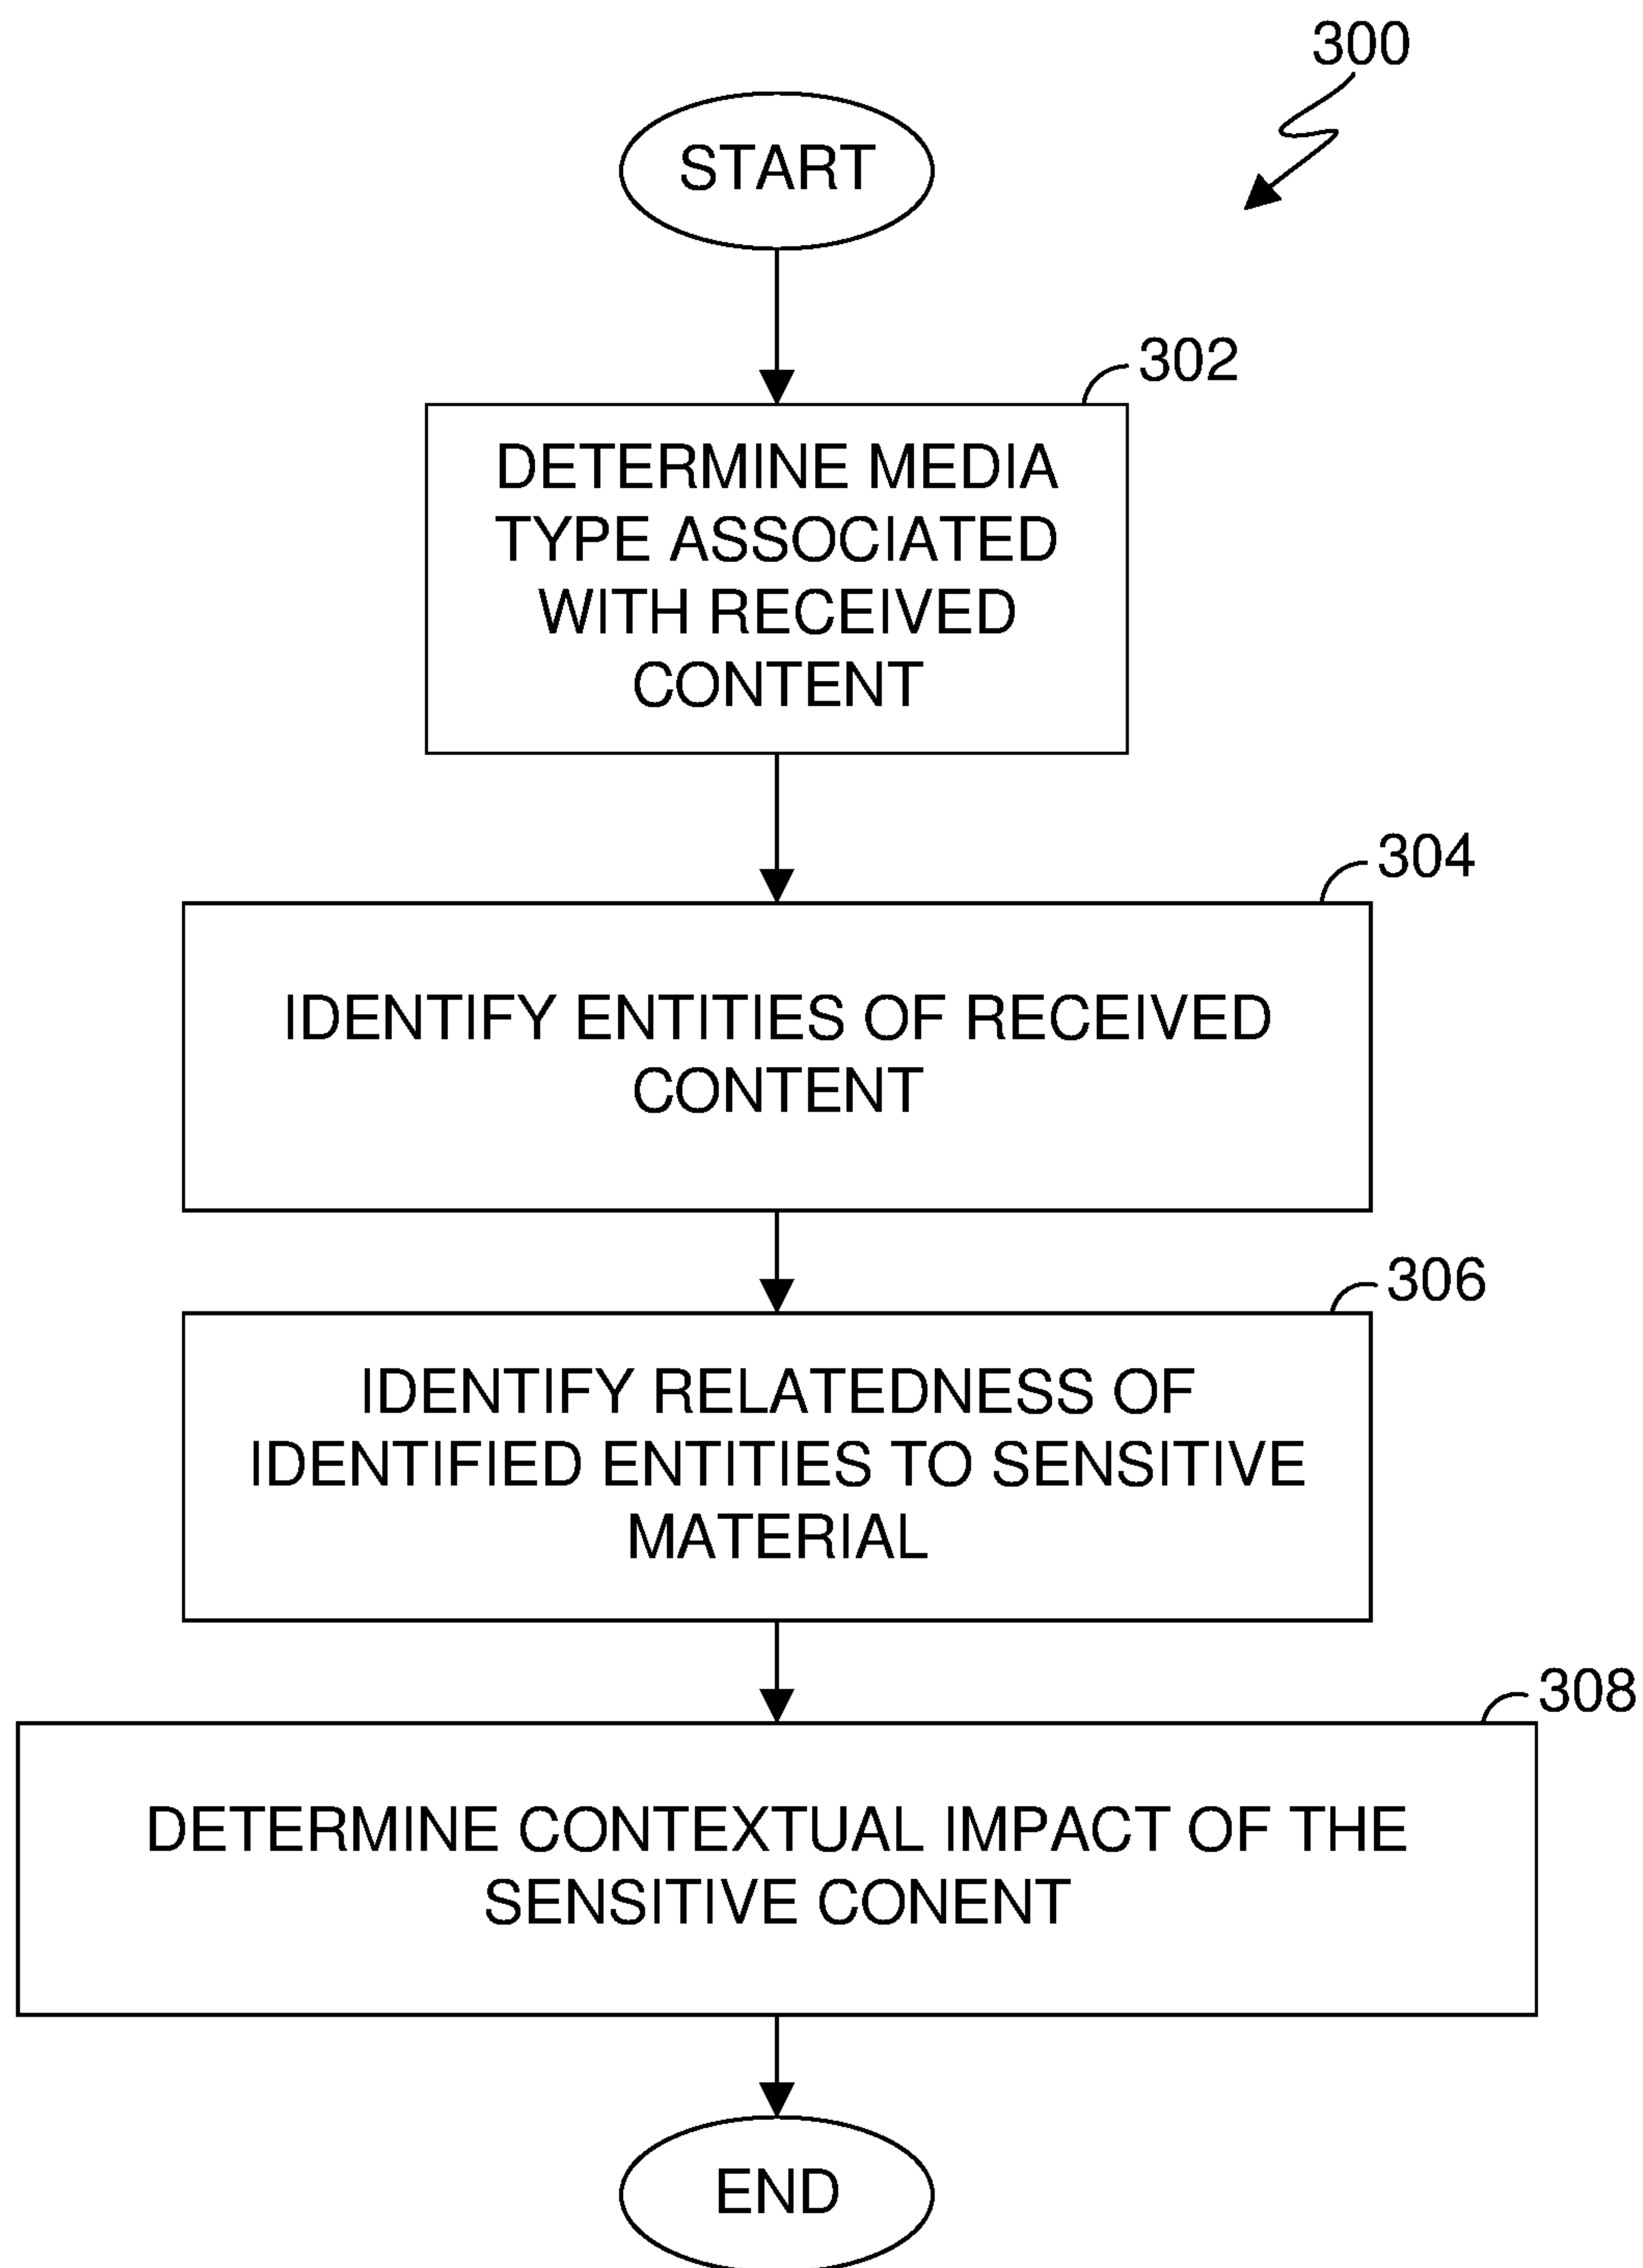 300
START
302
DETERMINE MEDIA
TYPE ASSOCIATED
WITH RECEIVED
CONTENT
304
IDENTIFY ENTITIES OF RECEIVED
CONTENT
306
IDENTIFY RELATEDNESS OF
IDENTIFIED ENTITIES TO SENSITIVE
MATERIAL
308
DETERMINE CONTEXTUAL IMPACT OF THE
SENSITIVE CONENT
END